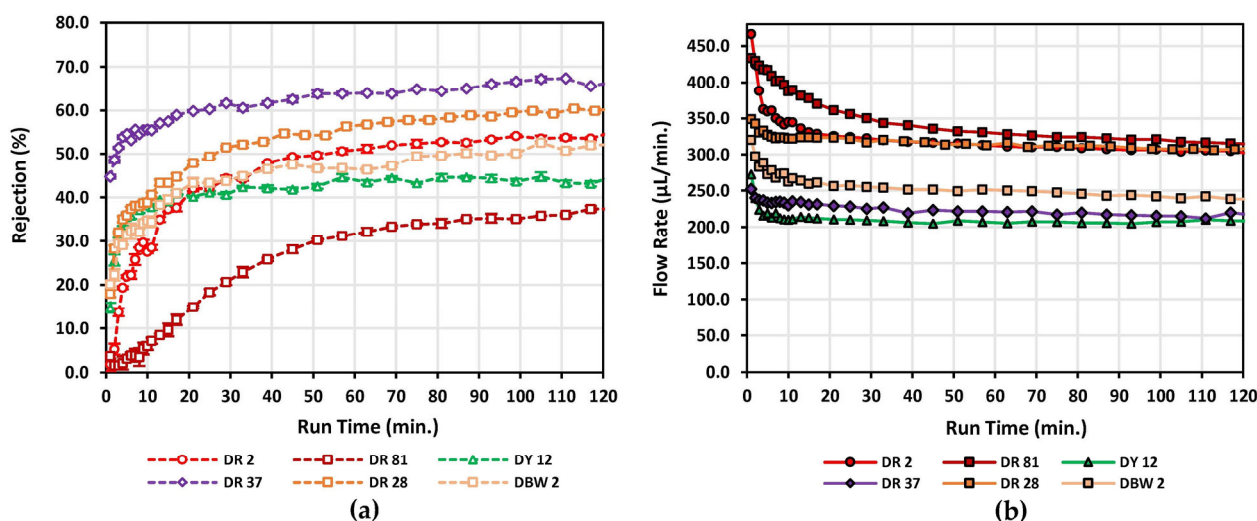 80.0
70.0
60.0
50.0
40.0
30.0
20.0
10.0
0.0
Rejection (%)
0 10 20 30 40 50 60 70 80 90 100 110 120
Run Time (min.)
DR 2 DR 81 DY 12
DR 37 DR 28 DBW 2
(a)
450.0
400.0
350.0
300.0
250.0
200.0
150.0
100.0
50.0
0.0
Flow Rate (µL/min.)
0 10 20 30 40 50 60 70 80 90 100 110 120
Run Time (min.)
DR 2 DR 81 DY 12
DR 37 DR 28 DBW 2
(b)